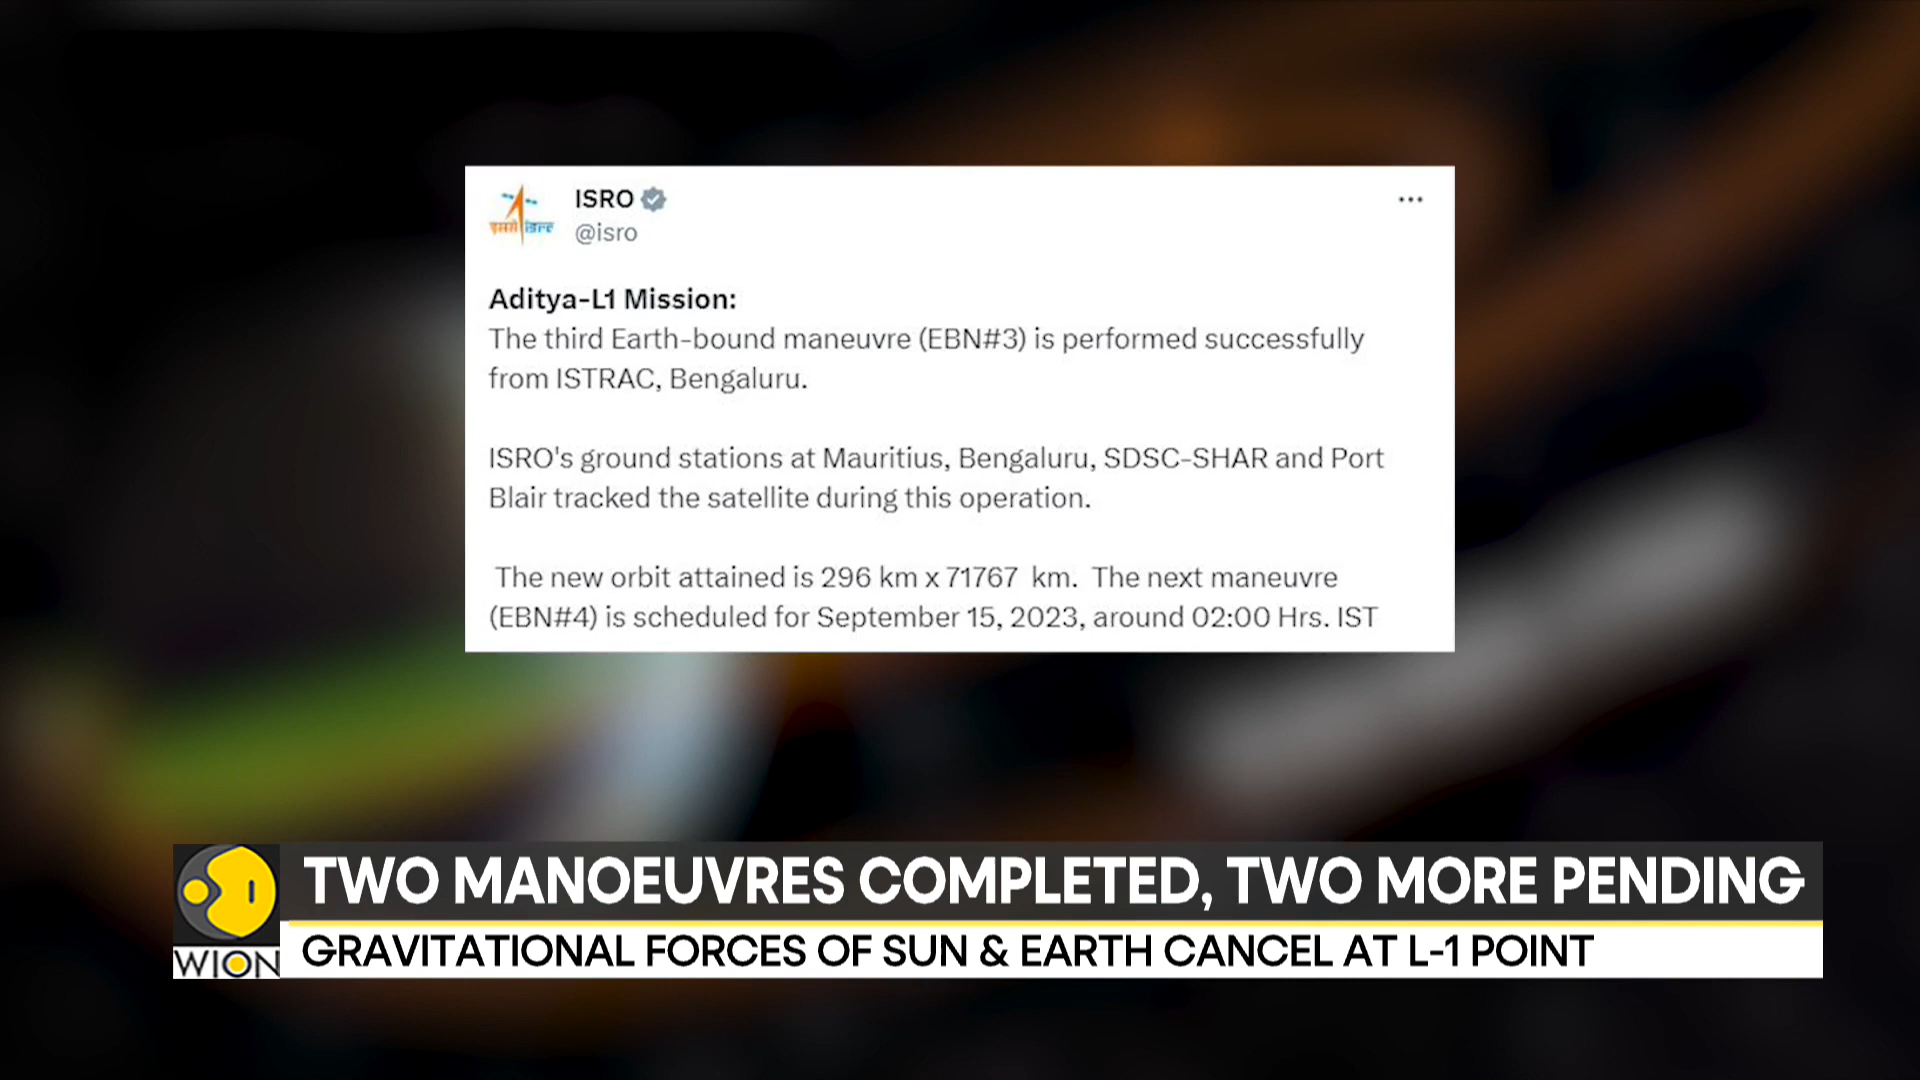 ISRO
@isro
Aditya-L1 Mission:
The third Earth-bound maneuvre (EBN#3) is performed successfully
from ISTRAC, Bengaluru.
ISRO's ground stations at Mauritius, Bengaluru, SDSC-SHAR and Port
Blair tracked the satellite during this operation.
The new orbit attained is 296 km x 71767 km. The next maneuvre
(EBN#4) is scheduled for September 15, 2023, around 02:00 Hrs. IST
TWO MANOEUVRES COMPLETED, TWO MORE PENDING
GRAVITATIONAL FORCES OF SUN & EARTH CANCEL AT L-1 POINT
WION